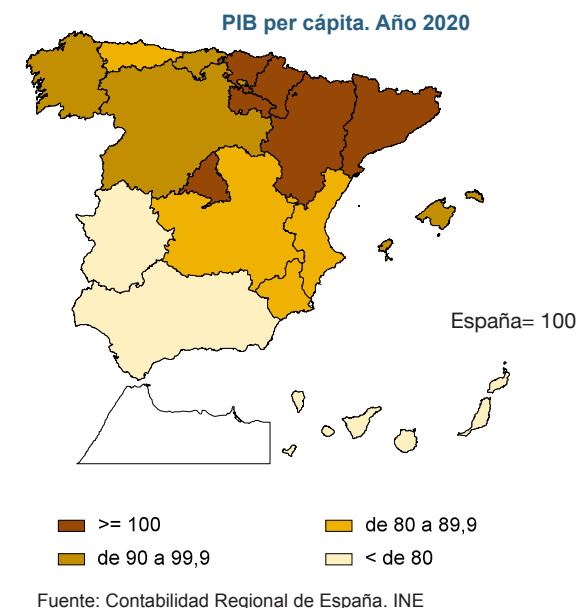 PIB per cápita. Año 2020
España= 100
>= 100
de 80 a 89,9
de 90 a 99,9
< de 80
Fuente: Contabilidad Regional de España. INE